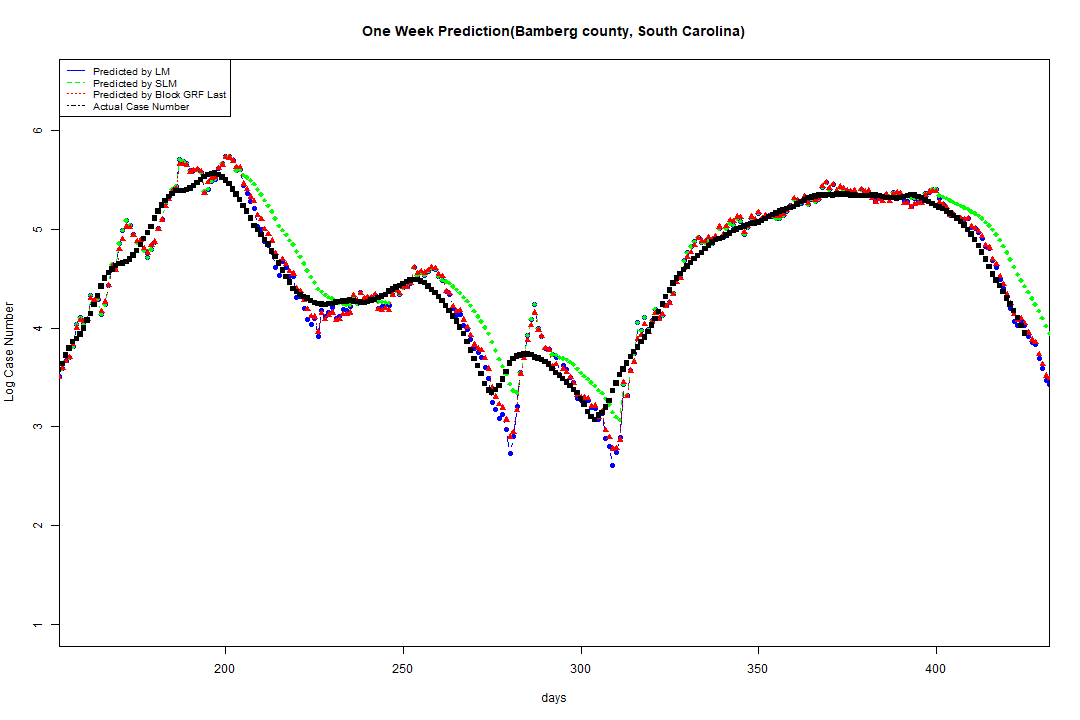 One Week Prediction(Bamberg county, South Carolina)
Predicted by LM
Predicted by SLM
Predicted by Block GRF Last
Actual Case Number
6
5
4
3
2
1
Log Case Number
200 250 300 350 400
days